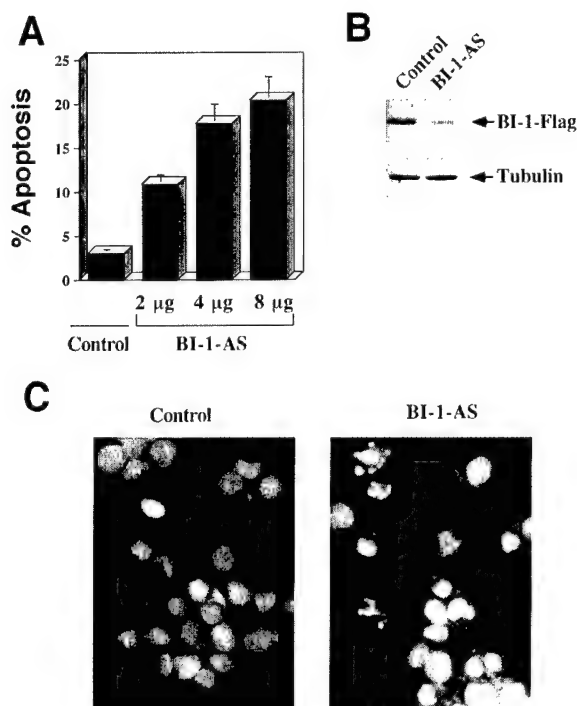 A
% Apoptosis
25
20
15
10
5
0
2 µg 4 µg 8 µg
Control BI-1-AS
B
Control BI-1-AS
BI-1-Flag
Tubulin
C
Control BI-1-AS